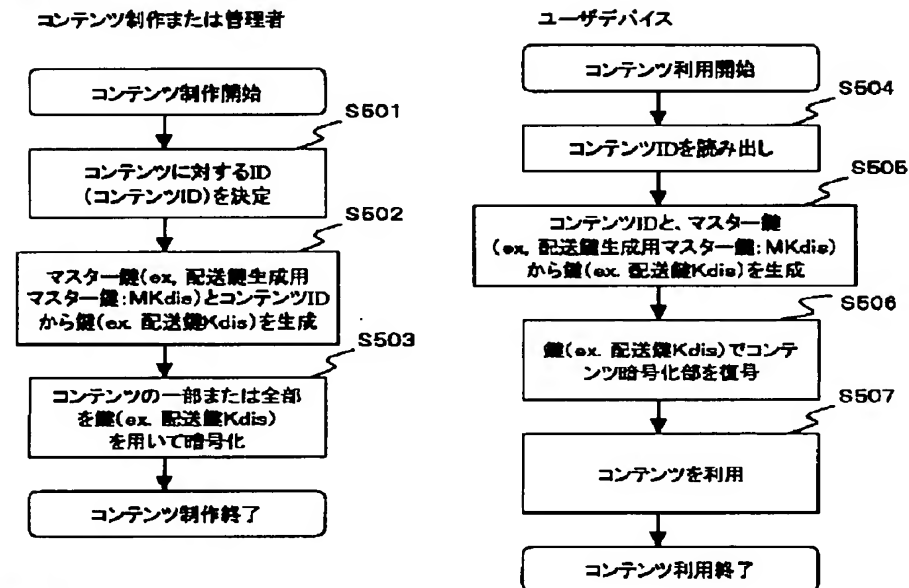 コンテンツ制作または管理者
コンテンツ制作開始
S501
コンテンツに対するID
(コンテンツID)を決定
S502
マスター鍵(ex, 配送鍵生成用
マスター鍵:MKdis)とコンテンツID
から鍵(ex. 配送鍵Kdis)を生成
S503
コンテンツの一部または全部
を鍵(ex. 配送鍵Kdis)
を用いて暗号化
コンテンツ制作終了
ユーザデバイス
コンテンツ利用開始
S504
コンテンツIDを読み出し
S505
コンテンツIDと、マスター鍵
(ex, 配送鍵生成用マスター鍵:MKdis)
から鍵(ex. 配送鍵Kdis)を生成
S506
鍵(ex. 配送鍵Kdis)でコンテ
ンツ暗号化部を復号
S507
コンテンツを利用
コンテンツ利用終了